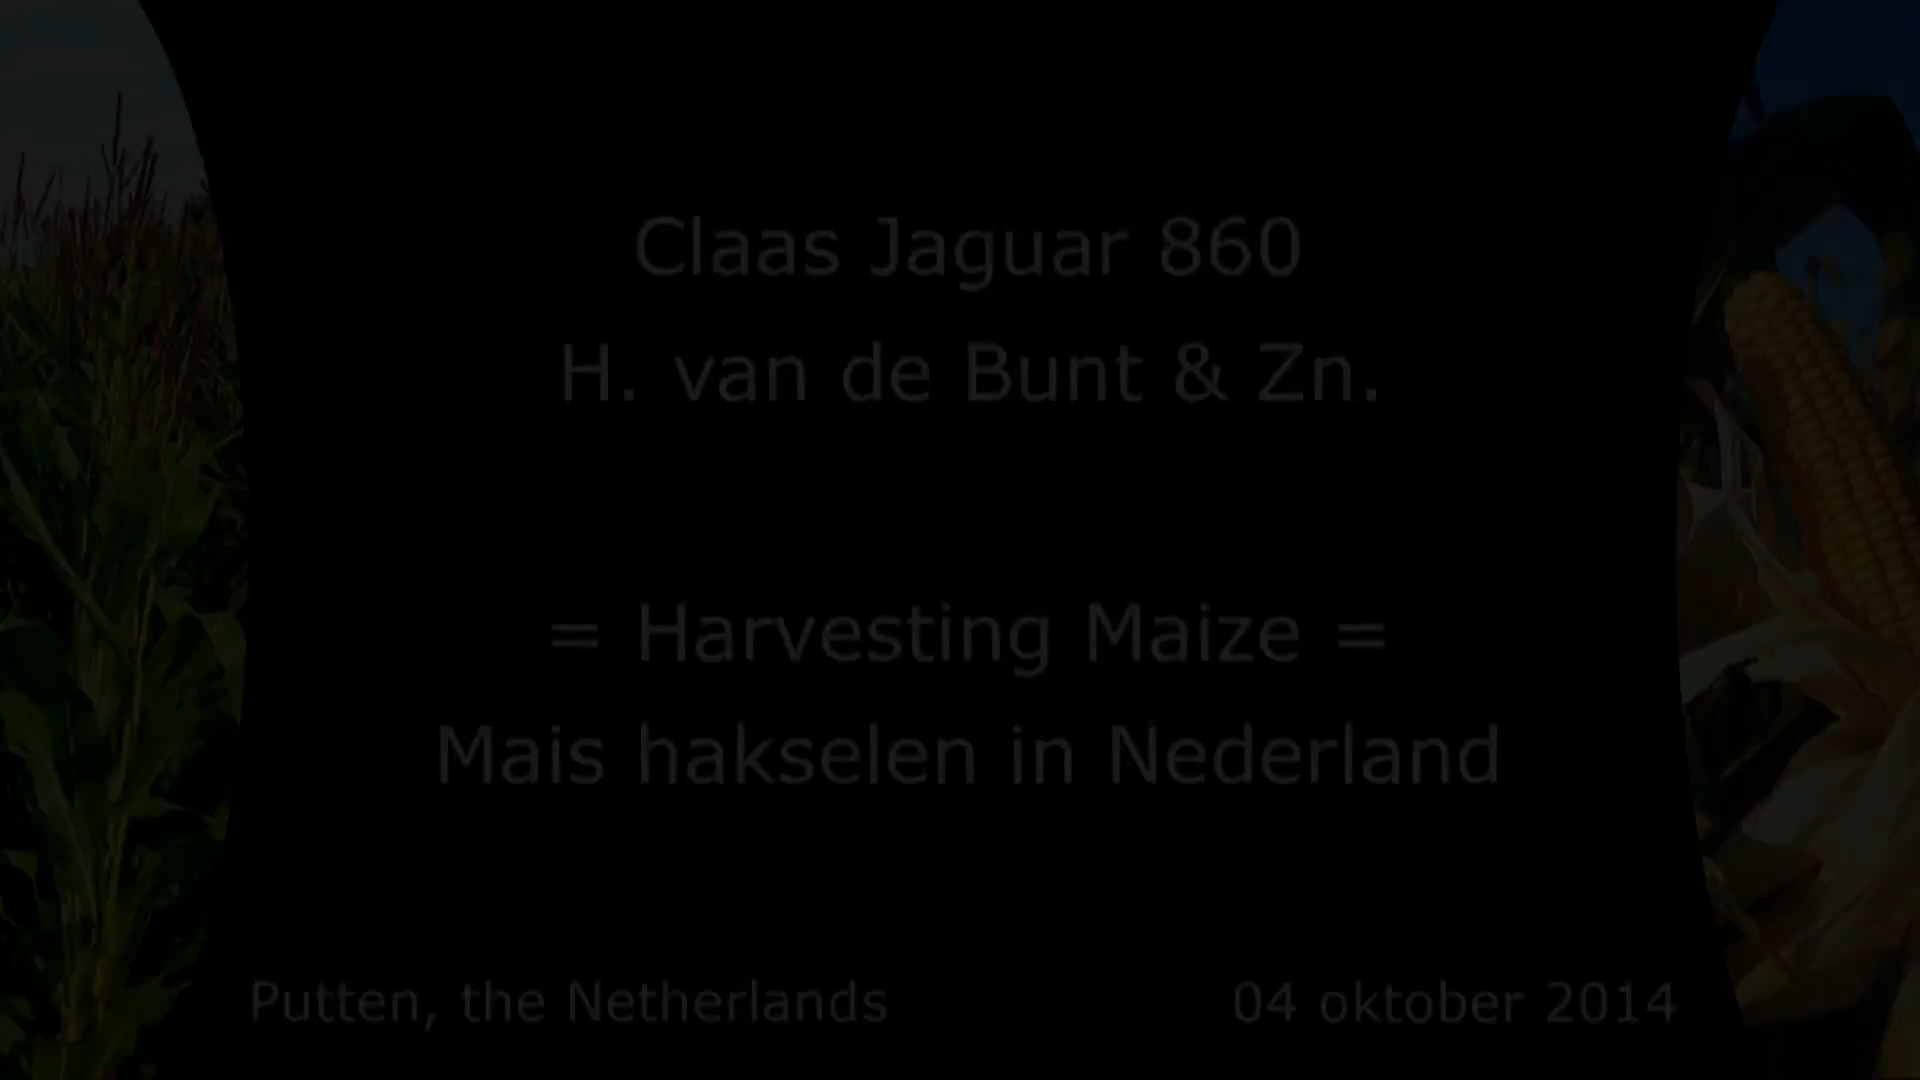 Claas Jaguar 860
H. van de Bunt & Zn.
= Harvesting Maize =
Mais hakselen in Nederland
Putten, the Netherlands
04 oktober 2014